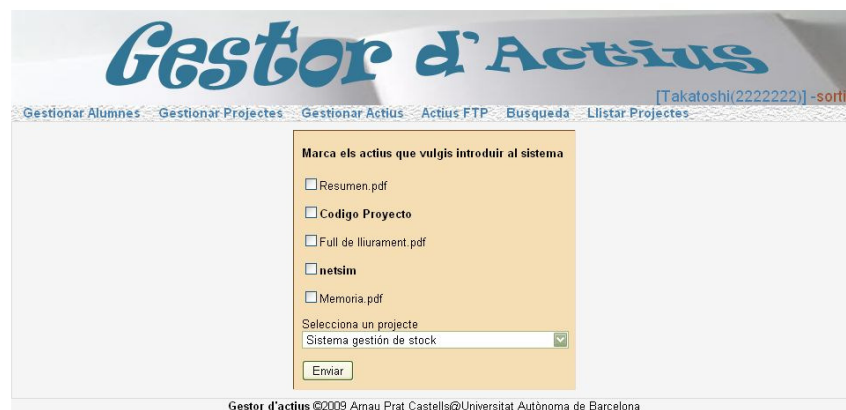 Gestor d'Actius
[Takatoshi(2222222)] -sorti
Gestionar Alumnes Gestionar Projectes Gestionar Actius Actius FTP Busqueda Llistar Projectes
Marca els actius que vulgis introduir al sistema
Resumen.pdf
Codigo Proyecto
Full de lliurament.pdf
netsim
Memoria.pdf
Selecciona un projecte
Sistema gestión de stock
Enviar
Gestor d'actius ©2009 Arnau Prat Castells@Universitat Autònoma de Barcelona